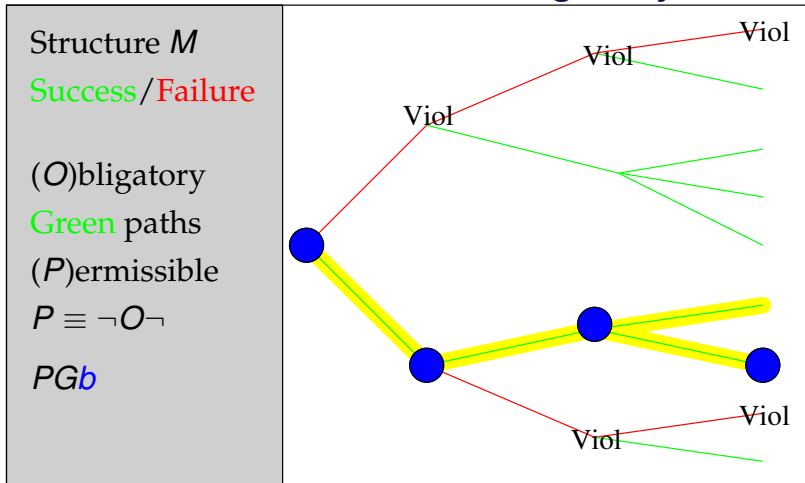 Structure M
Success/Failure
(O)bligatory
Green paths
(P)ermissible
P ≡ ¬O¬
PGb
Viol
Viol
Viol
Viol
Viol